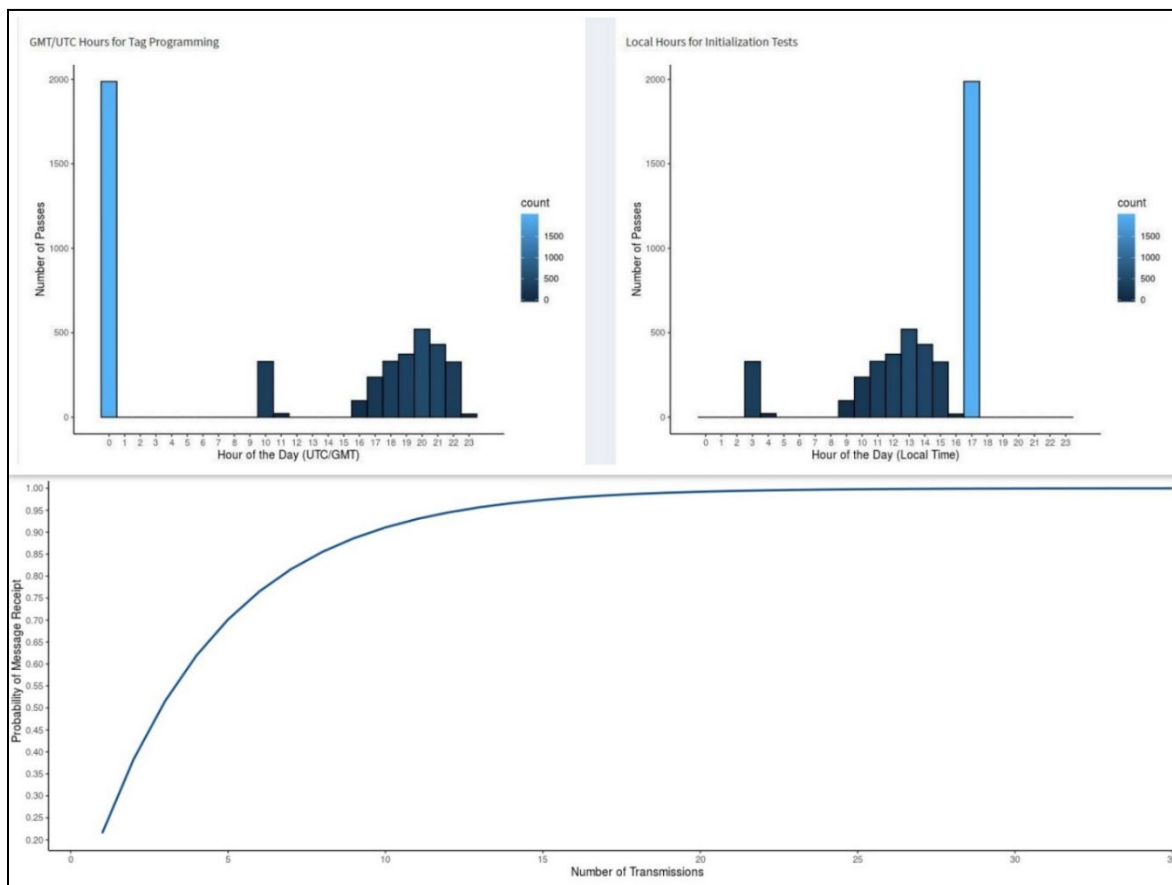 GMT/UTC Hours for Tag Programming
Number of Passes
2000
1500
1000
500
0
0 1 2 3 4 5 6 7 8 9 10 11 12 13 14 15 16 17 18 19 20 21 22 23
Hour of the Day (UTC/GMT)
count
1500
1000
500
0
Local Hours for Initialization Tests
Number of Passes
2000
1500
1000
500
0
0 1 2 3 4 5 6 7 8 9 10 11 12 13 14 15 16 17 18 19 20 21 22 23
Hour of the Day (Local Time)
count
1500
1000
500
0
Probability of Message Receipt
1.00
0.95
0.90
0.85
0.80
0.75
0.70
0.65
0.60
0.55
0.50
0.45
0.40
0.35
0.30
0.25
0.20
0 5 10 15 20 25 30
Number of Transmissions